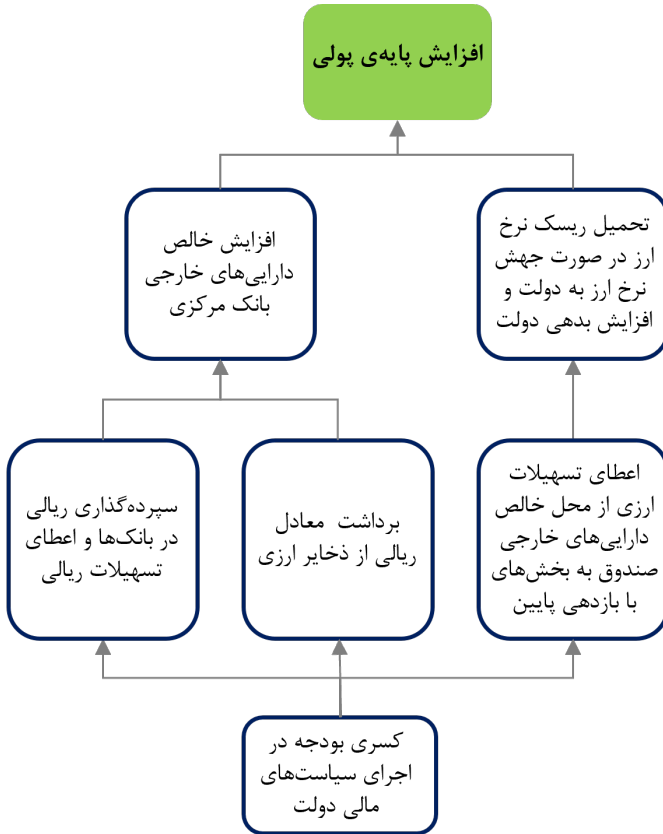 افزایش پایه‌ی پولی
تحمیل ریسک نرخ
ارز در صورت جهش
نرخ ارز به دولت و
افزایش بدهی دولت
افزایش خالص
دارایی‌های خارجی
بانک مرکزی
اعطای تسهیلات
ارزی از محل خالص
دارایی‌های خارجی
صندوق به بخش‌های
با بازدهی پایین
برداشت معادل
ریالی از ذخایر ارزی
سپرده‌گذاری ریالی
در بانک‌ها و اعطای
تسهیلات ریالی
کسری بودجه در
اجرای سیاست‌های
مالی دولت